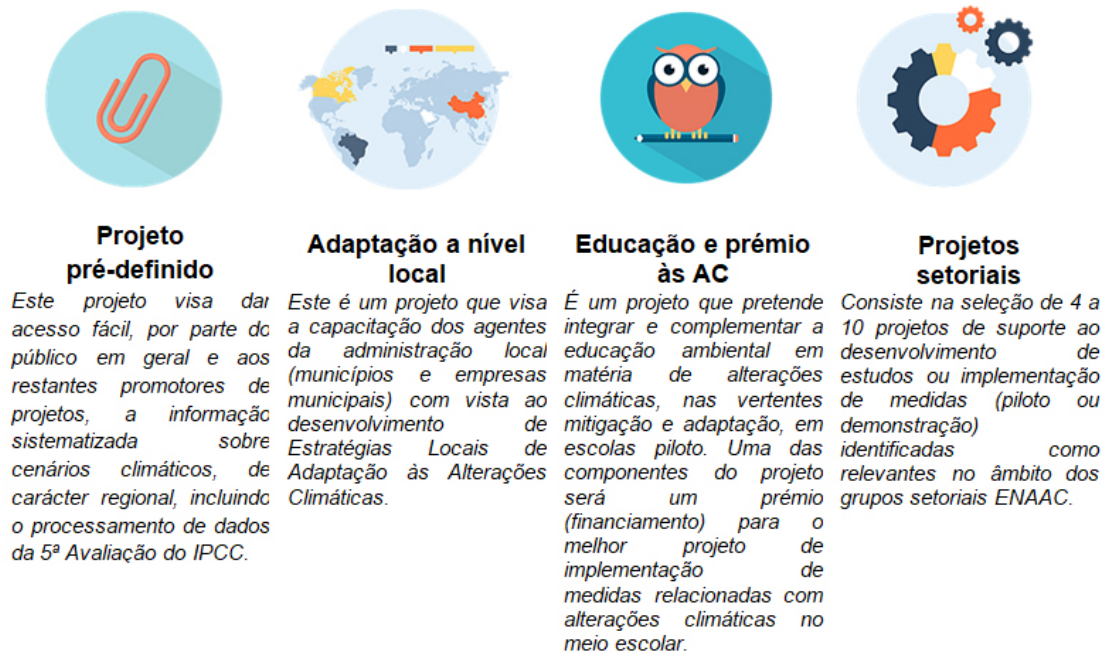 Projeto
pré-definido
Este projeto visa dar
acesso fácil, por parte do
público em geral e aos
restantes promotores de
projetos, a informação
sistematizada sobre
cenários climáticos, de
carácter regional, incluindo
o processamento de dados
da 5ª Avaliação do IPCC.
Adaptação a nível
local
Este é um projeto que visa
a capacitação dos agentes
da administração local
(municípios e empresas
municipais) com vista ao
desenvolvimento de
Estratégias Locais de
Adaptação às Alterações
Climáticas.
Educação e prémio
às AC
É um projeto que pretende
integrar e complementar a
educação ambiental em
matéria de alterações
climáticas, nas vertentes
mitigação e adaptação, em
escolas piloto. Uma das
componentes do projeto
será um prémio
(financiamento) para o
melhor projeto de
implementação de
medidas relacionadas com
alterações climáticas no
meio escolar.
Projetos
setoriais
Consiste na seleção de 4 a
10 projetos de suporte ao
desenvolvimento de
estudos ou implementação
de medidas (piloto ou
demonstração)
identificadas como
relevantes no âmbito dos
grupos setoriais ENAAC.